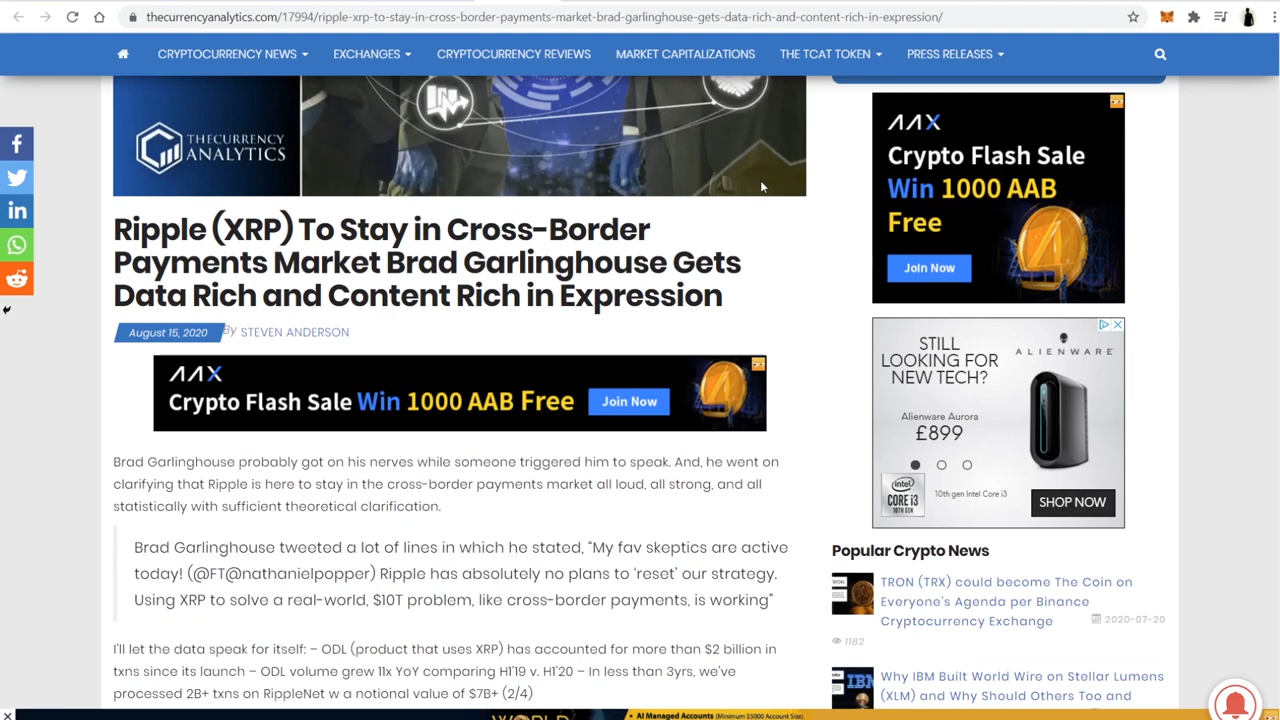 thecurrencyanalytics.com/17994/ripple-xrp-to-stay-in-cross-border-payments-market-brad-garlinghouse-gets-data-rich-and-content-rich-in-expression/
CRYPTOCURRENCY NEWS
EXCHANGES
CRYPTOCURRENCY REVIEWS
MARKET CAPITALIZATIONS
THE TCAT TOKEN
PRESS RELEASES
THECURRENCY
ANALYTICS
Ripple (XRP) To Stay in Cross-Border
Payments Market Brad Garlinghouse Gets
Data Rich and Content Rich in Expression
August 15, 2020
By STEVEN ANDERSON
AAX
Crypto Flash Sale Win 1000 AAB Free
Join Now
Brad Garlinghouse probably got on his nerves while someone triggered him to speak. And, he went on
clarifying that Ripple is here to stay in the cross-border payments market all loud, all strong, and all
statistically with sufficient theoretical clarification.
Brad Garlinghouse tweeted a lot of lines in which he stated, “My fav skeptics are active
today! (@FT@nathanielpopper) Ripple has absolutely no plans to ‘reset’ our strategy.
Using XRP to solve a real-world, $10T problem, like cross-border payments, is working”
I’ll let the data speak for itself: – ODL (product that uses XRP) has accounted for more than $2 billion in
txns since its launch – ODL volume grew 11x YoY comparing H1’19 v. H1’20 – In less than 3yrs, we’ve
processed 2B+ txns on RippleNet w a notional value of $7B+ (2/4)
AAX
Crypto Flash Sale
Win 1000 AAB
Free
Join Now
STILL
LOOKING FOR
NEW TECH?
ALIENWARE
Alienware Aurora
£899
intel
CORE i3
10TH GEN
10th gen Intel Core i3
SHOP NOW
Popular Crypto News
TRON (TRX) could become The Coin on
Everyone's Agenda per Binance
Cryptocurrency Exchange
2020-07-20
1182
Why IBM Built World Wire on Stellar Lumens
(XLM) and Why Should Others Too and
WORLD
AI Managed Accounts (Minimum $5000 Account Size)